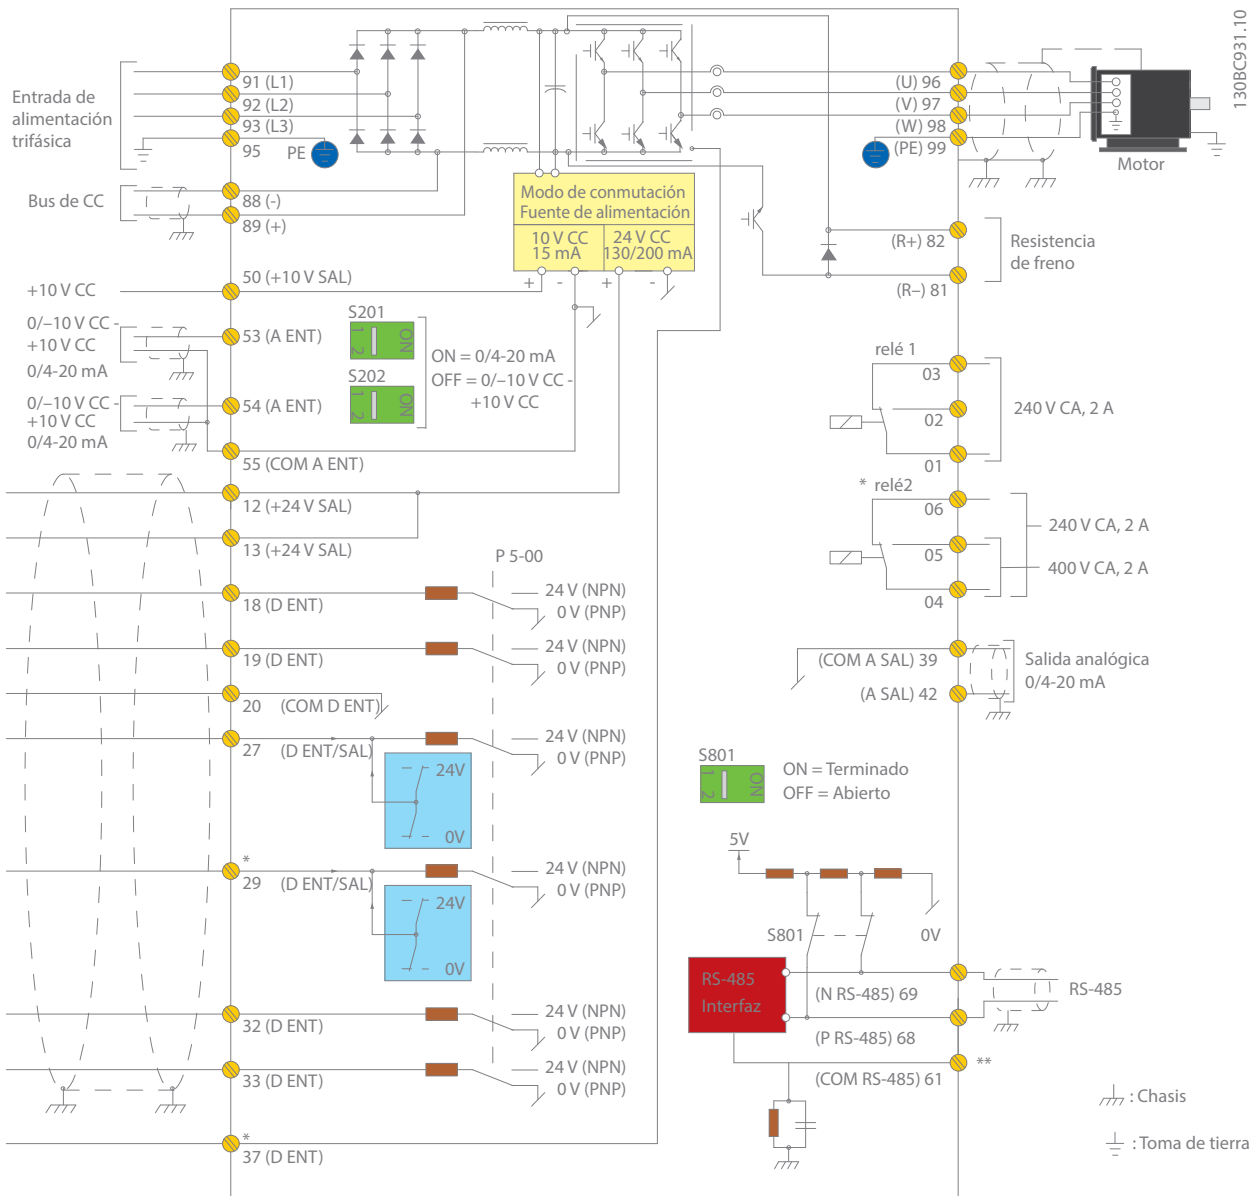 130BC931.10
Entrada de
alimentación
trifásica
91 (L1)
92 (L2)
93 (L3)
95
PE
(U) 96
(V) 97
(W) 98
(PE) 99
Motor
Bus de CC
88 (-)
89 (+)
Modo de conmutación
Fuente de alimentación
10 V CC
15 mA
24 V CC
130/200 mA
+ - + -
(R+) 82
(R−) 81
Resistencia
de freno
+10 V CC
50 (+10 V SAL)
0/−10 V CC -
+10 V CC
0/4-20 mA
53 (A ENT)
S201
1 2
ON
S202
1 2
ON
ON = 0/4-20 mA
OFF = 0/−10 V CC -
+10 V CC
0/−10 V CC -
+10 V CC
0/4-20 mA
54 (A ENT)
55 (COM A ENT)
relé 1
03
02
01
240 V CA, 2 A
* relé2
06
05
04
240 V CA, 2 A
400 V CA, 2 A
12 (+24 V SAL)
13 (+24 V SAL)
P 5-00
18 (D ENT)
24 V (NPN)
0 V (PNP)
19 (D ENT)
24 V (NPN)
0 V (PNP)
20 (COM D ENT)
27 (D ENT/SAL)
24 V (NPN)
0 V (PNP)
24V
0V
*
29 (D ENT/SAL)
24 V (NPN)
0 V (PNP)
24V
0V
32 (D ENT)
24 V (NPN)
0 V (PNP)
33 (D ENT)
24 V (NPN)
0 V (PNP)
*
37 (D ENT)
(COM A SAL) 39
(A SAL) 42
Salida analógica
0/4-20 mA
S801
1 2
ON
ON = Terminado
OFF = Abierto
5V
S801
0V
RS-485
Interfaz
(N RS-485) 69
(P RS-485) 68
(COM RS-485) 61
**
RS-485
: Chasis
: Toma de tierra